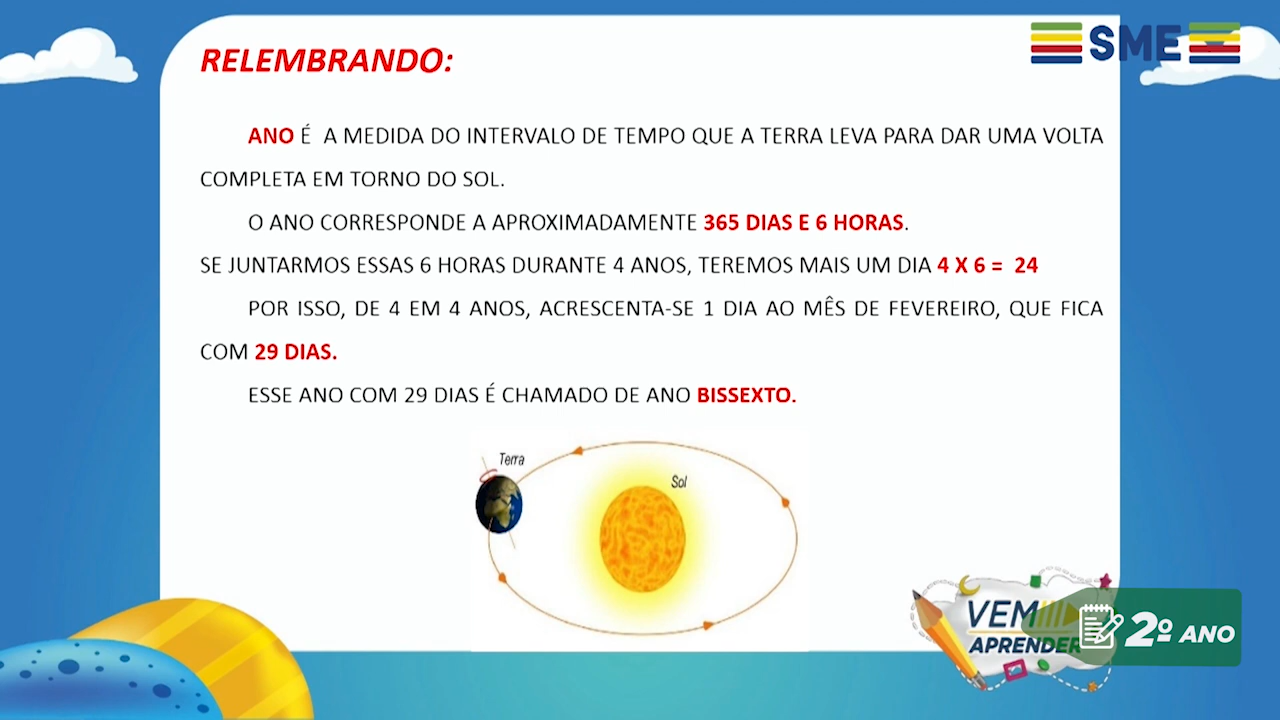 RELEMBRANDO:
SME
ANO É A MEDIDA DO INTERVALO DE TEMPO QUE A TERRA LEVA PARA DAR UMA VOLTA
COMPLETA EM TORNO DO SOL.
O ANO CORRESPONDE A APROXIMADAMENTE 365 DIAS E 6 HORAS.
SE JUNTARMOS ESSAS 6 HORAS DURANTE 4 ANOS, TEREMOS MAIS UM DIA 4 X 6 = 24
POR ISSO, DE 4 EM 4 ANOS, ACRESCENTA-SE 1 DIA AO MÊS DE FEVEREIRO, QUE FICA
COM 29 DIAS.
ESSE ANO COM 29 DIAS É CHAMADO DE ANO BISSEXTO.
Terra
Sol
VEM
APRENDER
2º ANO